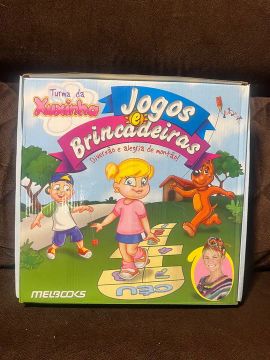 Turma da
Xuxinha
Jogos
e
Brincadeiras
Diversão e alegria de montão!
CÉU
MELBOOKS